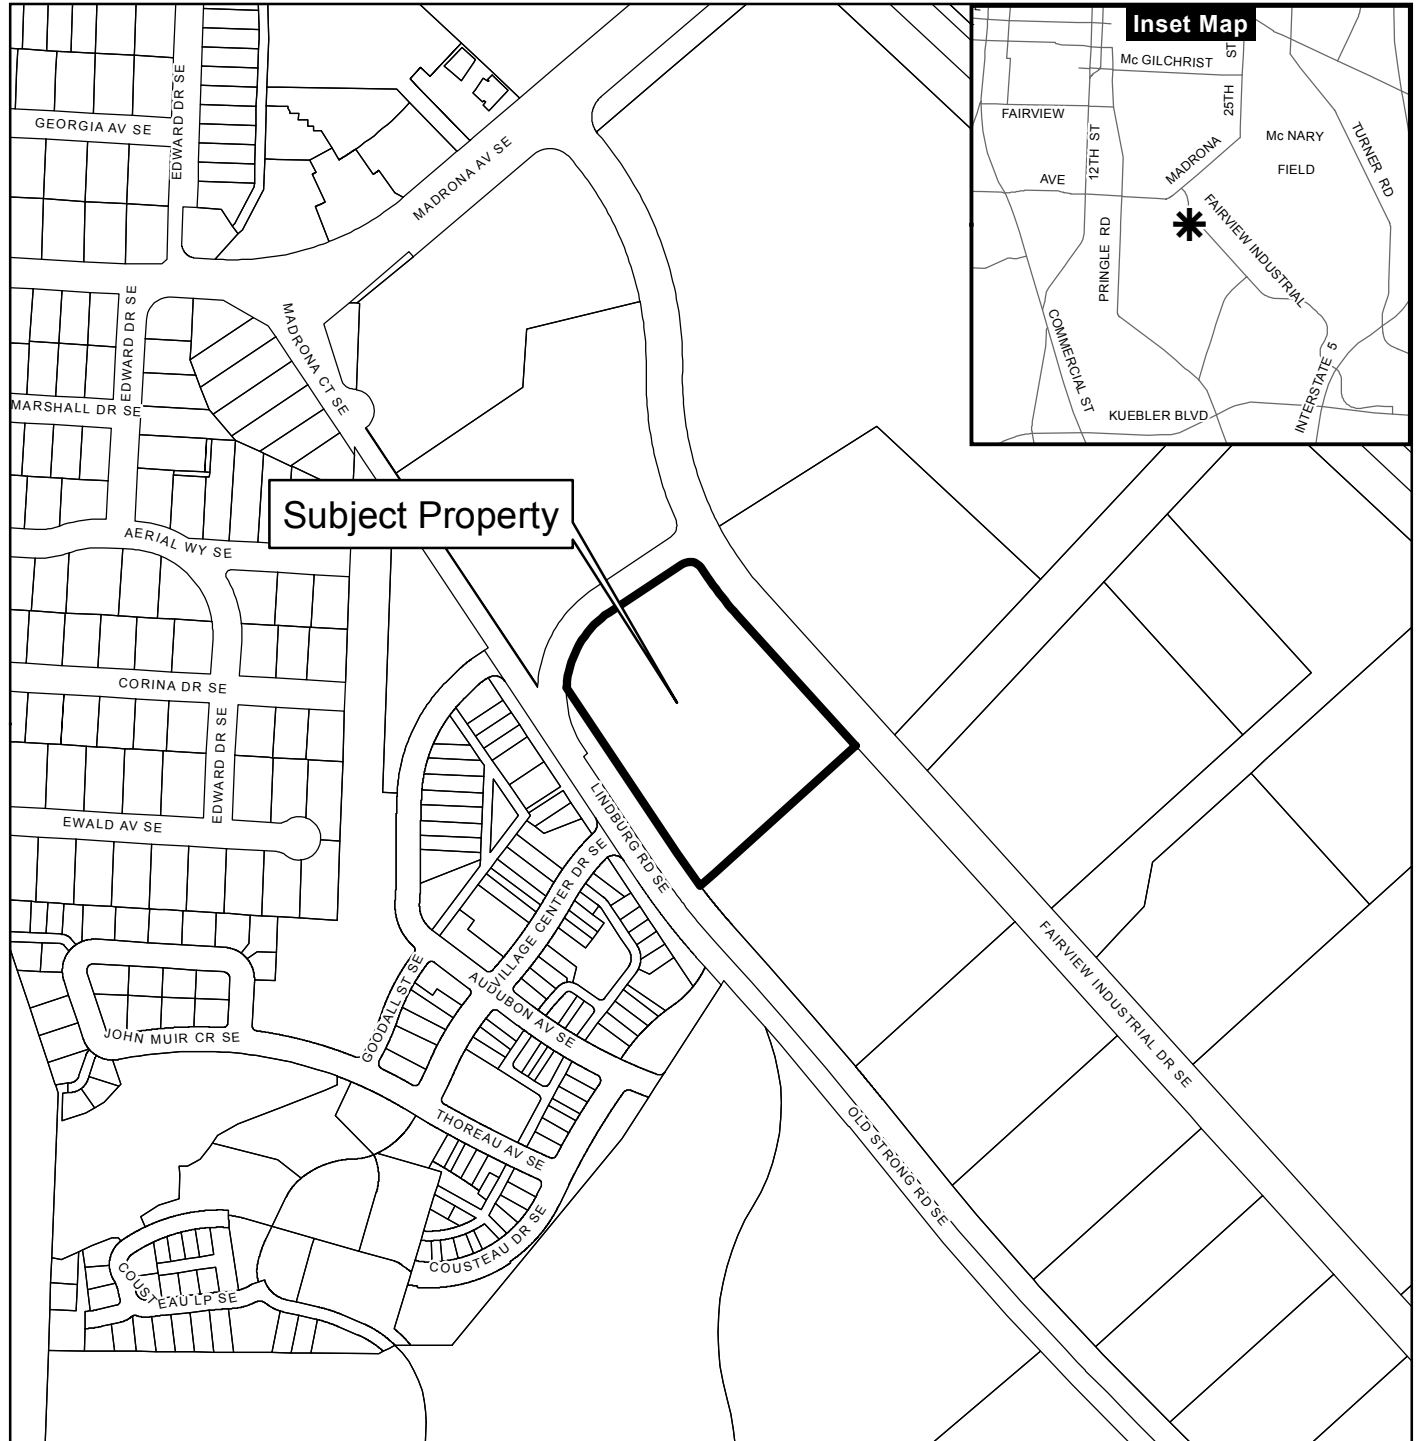 Inset Map
Mc GILCHRIST
ST
25TH
FAIRVIEW
12TH ST
Mc NARY
FIELD
TURNER RD
MADRONA
AVE
FAIRVIEW INDUSTRIAL
PRINGLE RD
COMMERCIAL ST
INTERSTATE 5
KUEBLER BLVD
EDWARD DR SE
GEORGIA AV SE
MADRONA AV SE
EDWARD DR SE
MADRONA CT SE
MARSHALL DR SE
Subject Property
AERIAL WY SE
CORINA DR SE
EDWARD DR SE
EWALD AV SE
LINDBURG RD SE
VILLAGE CENTER DR SE
GOODALL ST SE
AUDUBON AV SE
JOHN MUIR CR SE
FAIRVIEW INDUSTRIAL DR SE
THOREAU AV SE
OLD STRONG RD SE
COUSTEAU DR SE
COUSTEAU LP SE